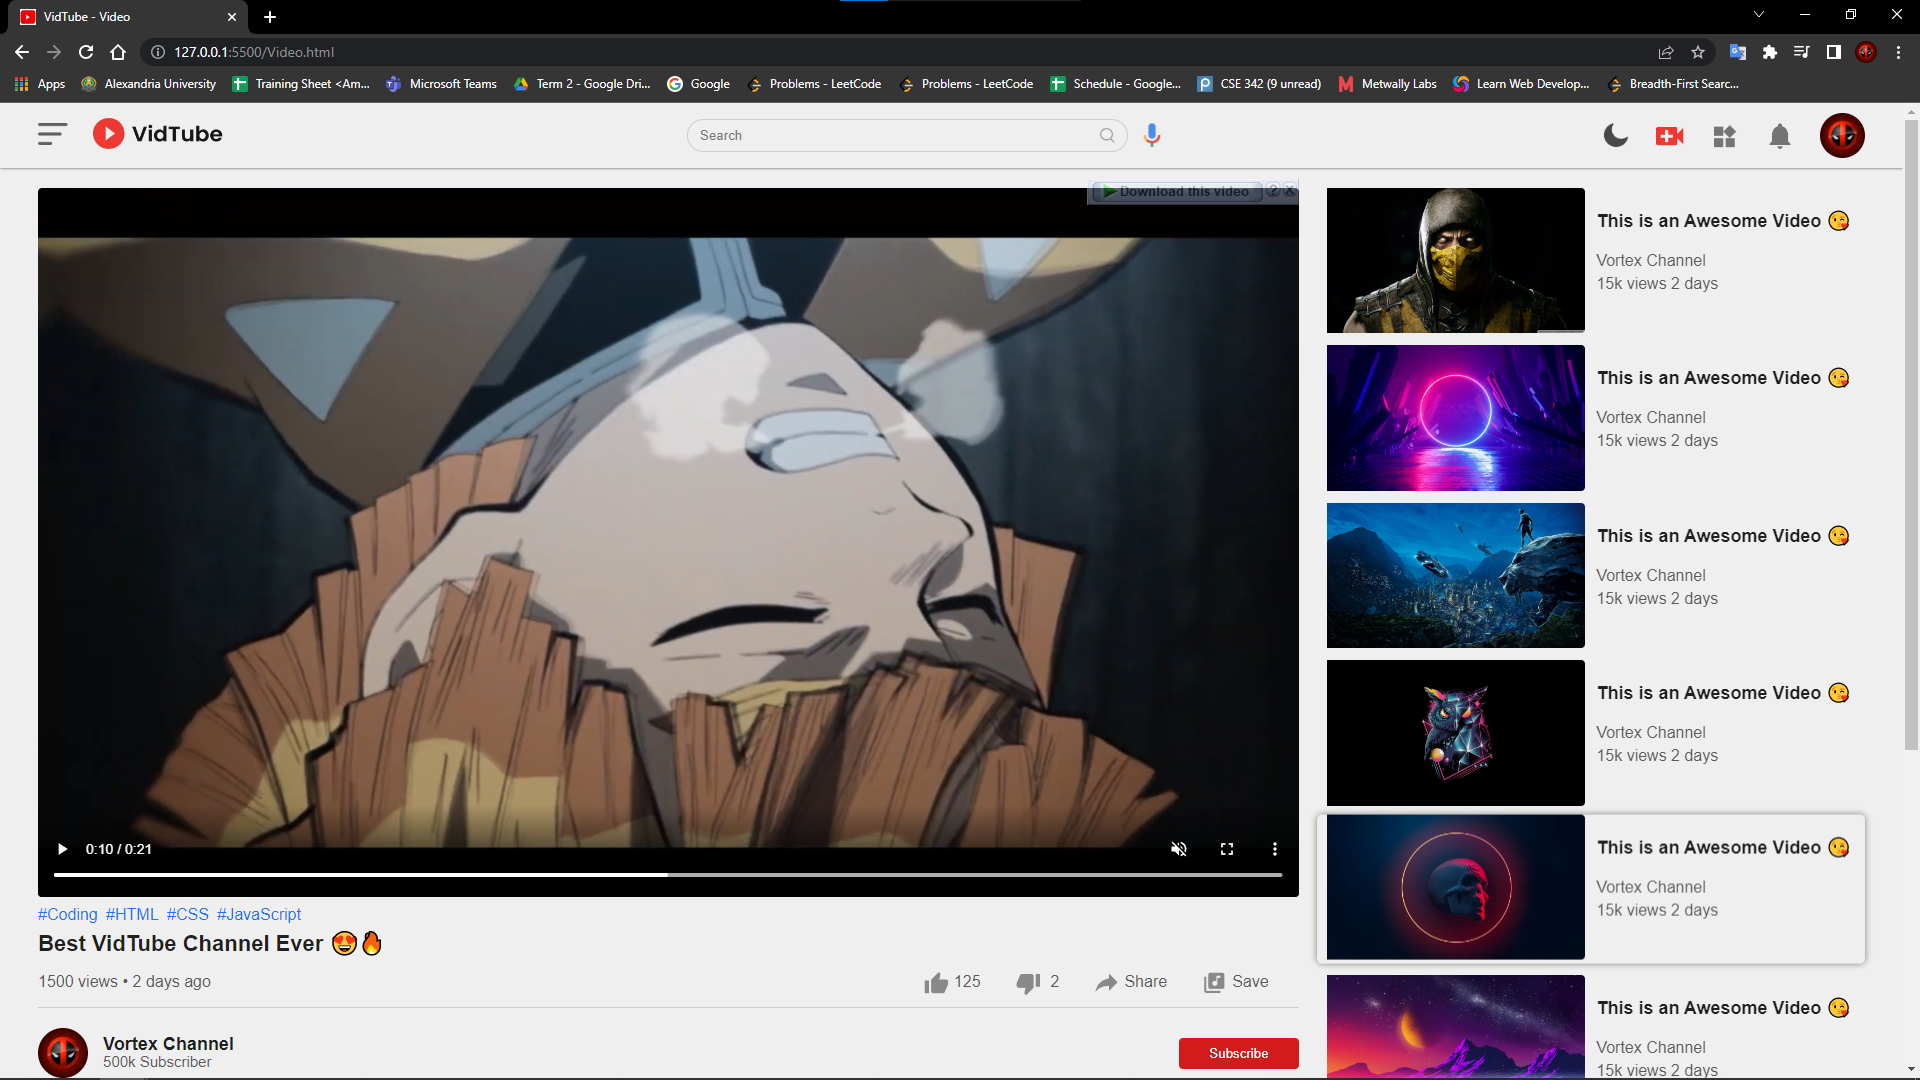 VidTube - Video
127.0.0.1:5500/Video.html
Apps
Alexandria University
Training Sheet <Am...
Microsoft Teams
Term 2 - Google Dri...
Google
Problems - LeetCode
Problems - LeetCode
Schedule - Google...
CSE 342 (9 unread)
Metwally Labs
Learn Web Develop...
Breadth-First Searc...
VidTube
Search
Download this video
0:10 / 0:21
#Coding #HTML #CSS #JavaScript
Best VidTube Channel Ever 😍🔥
1500 views • 2 days ago
125
2
Share
Save
Vortex Channel
500k Subscriber
Subscribe
This is an Awesome Video 😘
Vortex Channel
15k views 2 days
This is an Awesome Video 😘
Vortex Channel
15k views 2 days
This is an Awesome Video 😘
Vortex Channel
15k views 2 days
This is an Awesome Video 😘
Vortex Channel
15k views 2 days
This is an Awesome Video 😘
Vortex Channel
15k views 2 days
This is an Awesome Video 😘
Vortex Channel
15k views 2 days